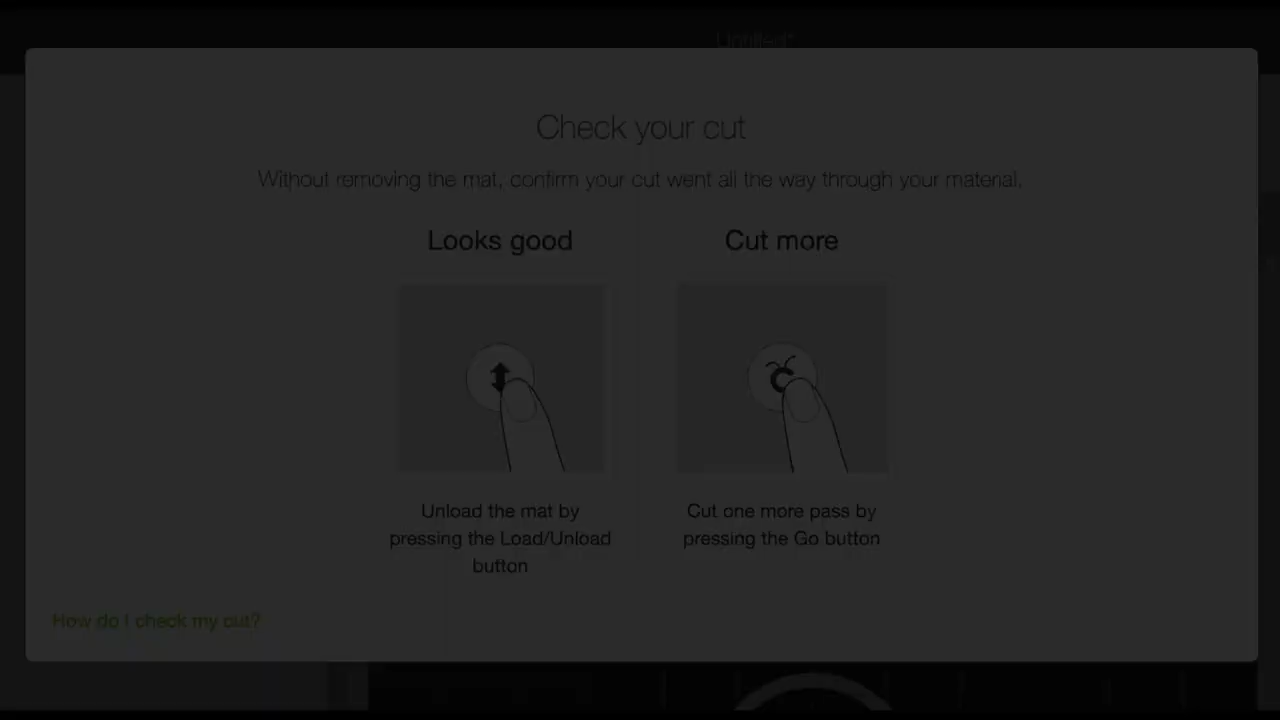 Untitled*
Check your cut
Without removing the mat, confirm your cut went all the way through your material.
Looks good
Cut more
Unload the mat by
pressing the Load/Unload
button
Cut one more pass by
pressing the Go button
How do I check my cut?